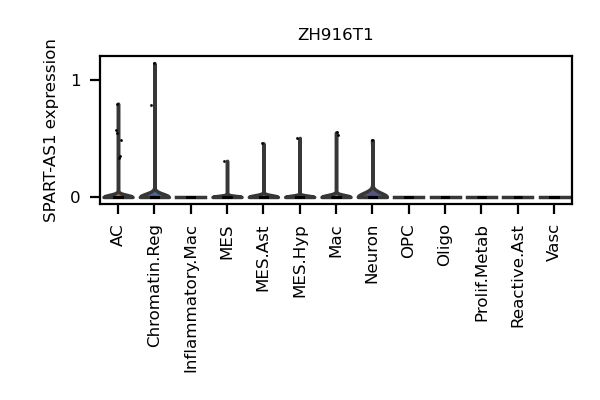 ZH916T1
SPART-AS1 expression
1
0
AC
Chromatin.Reg
Inflammatory.Mac
MES
MES.Ast
MES.Hyp
Mac
Neuron
OPC
Oligo
Prolif.Metab
Reactive.Ast
Vasc